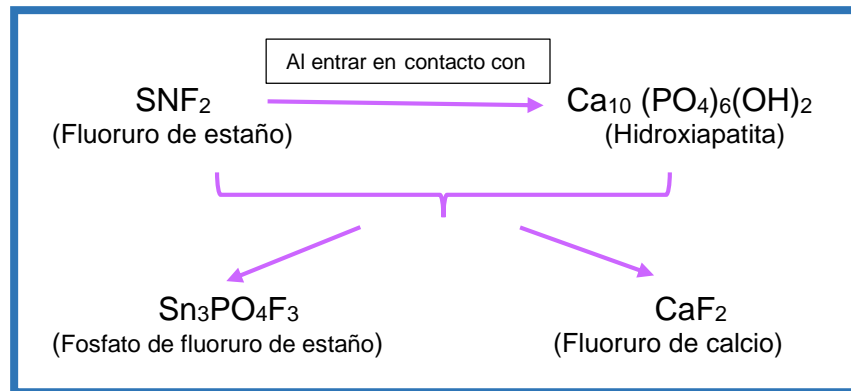 Al entrar en contacto con
SNF₂
(Fluoruro de estaño)
Ca₁₀ (PO₄)₆(OH)₂
(Hidroxiapatita)
Sn₃PO₄F₃
(Fosfato de fluoruro de estaño)
CaF₂
(Fluoruro de calcio)